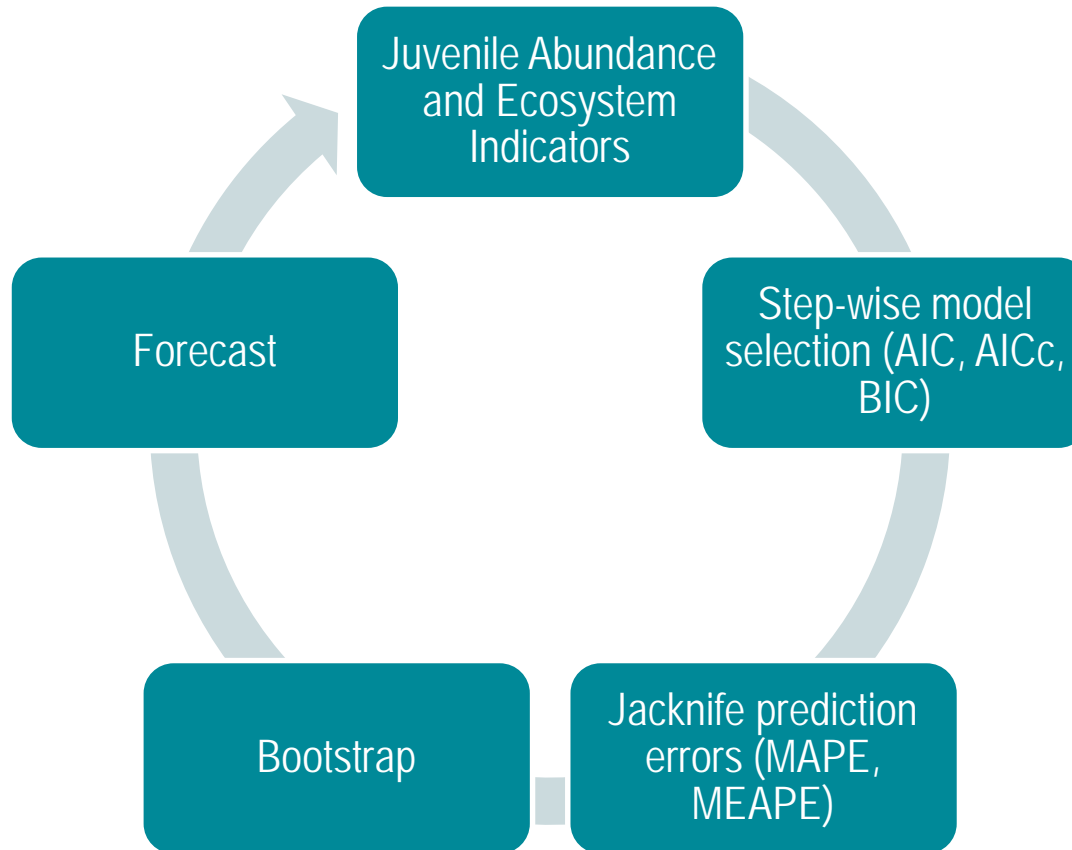 Juvenile Abundance
and Ecosystem
Indicators
Step-wise model
selection (AIC, AICc,
BIC)
Jacknife prediction
errors (MAPE,
MEAPE)
Bootstrap
Forecast